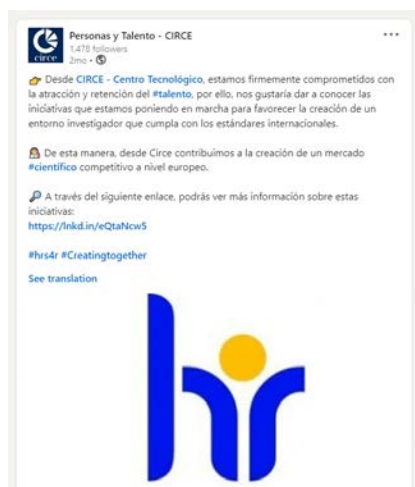 circe
Personas y Talento - CIRCE
1,478 followers
2mo •
Desde CIRCE - Centro Tecnológico, estamos firmemente comprometidos con
la atracción y retención del #talento, por ello, nos gustaría dar a conocer las
iniciativas que estamos poniendo en marcha para favorecer la creación de un
entorno investigador que cumpla con los estándares internacionales.
De esta manera, desde Circe contribuimos a la creación de un mercado
#científico competitivo a nivel europeo.
A través del siguiente enlace, podrás ver más información sobre estas
iniciativas:
https://lnkd.in/eQtaNcw5
#hrs4r #Creatingtogether
See translation
hr